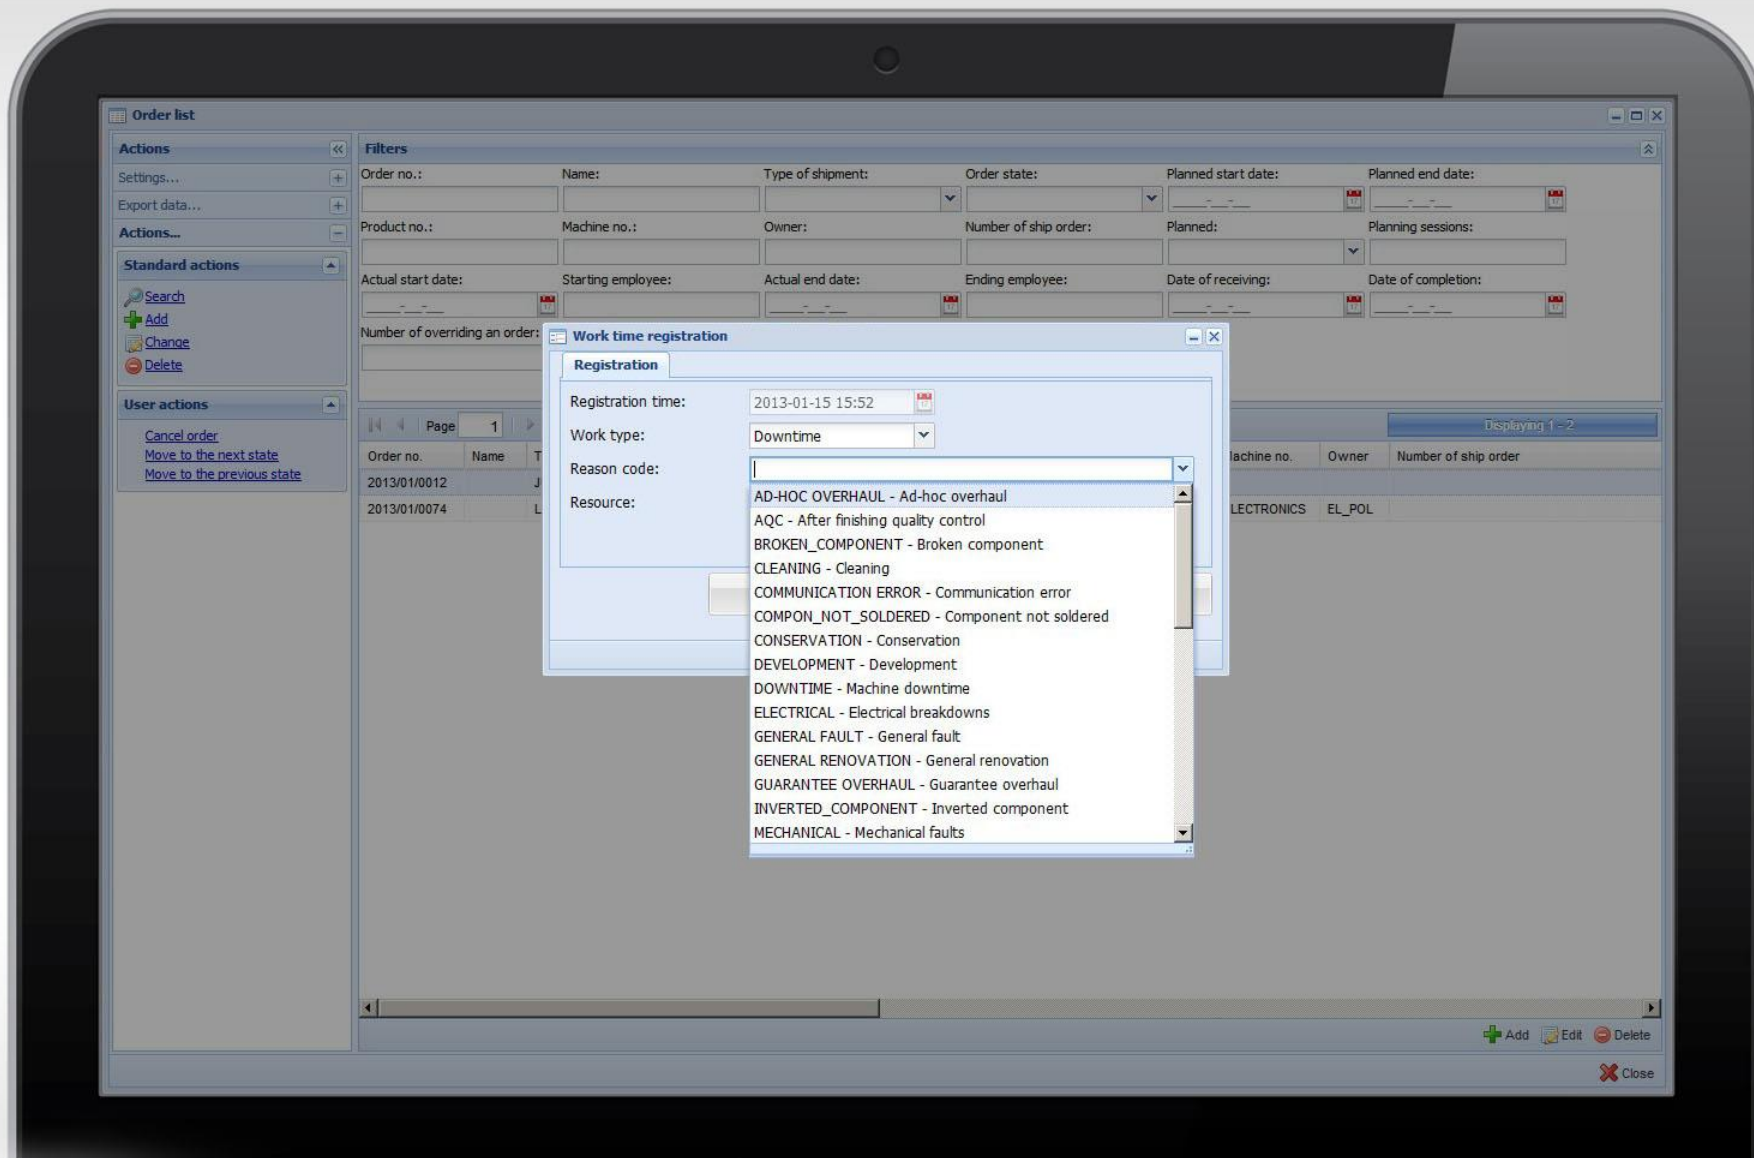 Order list
Actions
Settings...
Export data...
Actions...
Standard actions
Search
Add
Change
Delete
User actions
Cancel order
Move to the next state
Move to the previous state
Filters
Order no.: Name: Type of shipment: Order state: Planned start date: Planned end date:
Product no.: Machine no.: Owner: Number of ship order: Planned: Planning sessions:
Actual start date: Starting employee: Actual end date: Ending employee: Date of receiving: Date of completion:
Number of overriding an order:
Page 1 Displaying 1 - 2
Order no. Name T achine no. Owner Number of ship order
2013/01/0012 J
2013/01/0074 L LECTRONICS EL_POL
Work time registration
Registration
Registration time: 2013-01-15 15:52
Work type: Downtime
Reason code:
Resource:
AD-HOC OVERHAUL - Ad-hoc overhaul
AQC - After finishing quality control
BROKEN_COMPONENT - Broken component
CLEANING - Cleaning
COMMUNICATION ERROR - Communication error
COMPON_NOT_SOLDERED - Component not soldered
CONSERVATION - Conservation
DEVELOPMENT - Development
DOWNTIME - Machine downtime
ELECTRICAL - Electrical breakdowns
GENERAL FAULT - General fault
GENERAL RENOVATION - General renovation
GUARANTEE OVERHAUL - Guarantee overhaul
INVERTED_COMPONENT - Inverted component
MECHANICAL - Mechanical faults
Add Edit Delete
Close